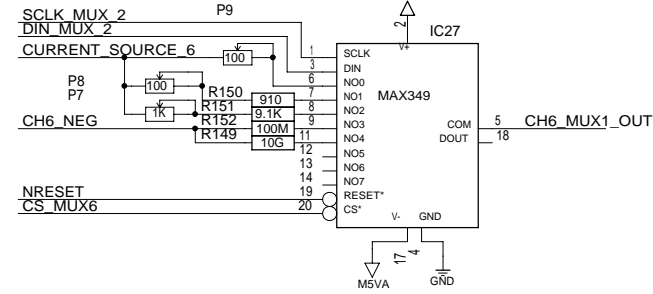 SCLK_MUX_2
P9
DIN_MUX_2
2
IC27
CURRENT_SOURCE_6
100
V+
1 SCLK
3 DIN
6 NO0
P8
100
R150
910
7 NO1
MAX349
P7
1K
R151
9.1K
8 NO2
CH6_NEG
R152
100M
9 NO3
COM 5 CH6_MUX1_OUT
R149
10G
11 NO4
DOUT 18
12 NO5
13 NO6
14 NO7
NRESET
19 RESET*
CS_MUX6
20 CS*
V- GND
17 4
M5VA
GND